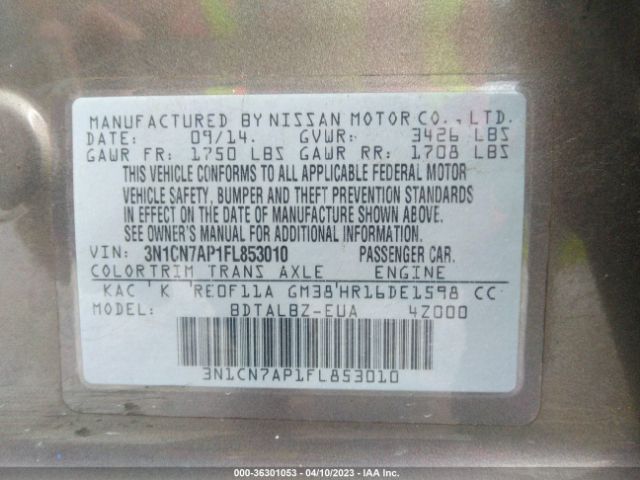 MANUFACTURED BY NISSAN MOTOR CO., LTD.
DATE: 09/14. GVWR: 3426 LBS
GAWR FR: 1750 LBS GAWR RR: 1708 LBS
THIS VEHICLE CONFORMS TO ALL APPLICABLE FEDERAL MOTOR
VEHICLE SAFETY, BUMPER AND THEFT PREVENTION STANDARDS
IN EFFECT ON THE DATE OF MANUFACTURE SHOWN ABOVE.
SEE OWNER'S MANUAL FOR ADDITIONAL INFORMATION.
VIN: 3N1CN7AP1FL853010 PASSENGER CAR.
COLOR TRIM TRANS AXLE ENGINE
KAC ' K ' RE0F11A GM38 ' HR16DE1598 CC
MODEL: BDTALBZ-EUA 4Z000
3N1CN7AP1FL853010
000-36301053 - 04/10/2023 - IAA Inc.